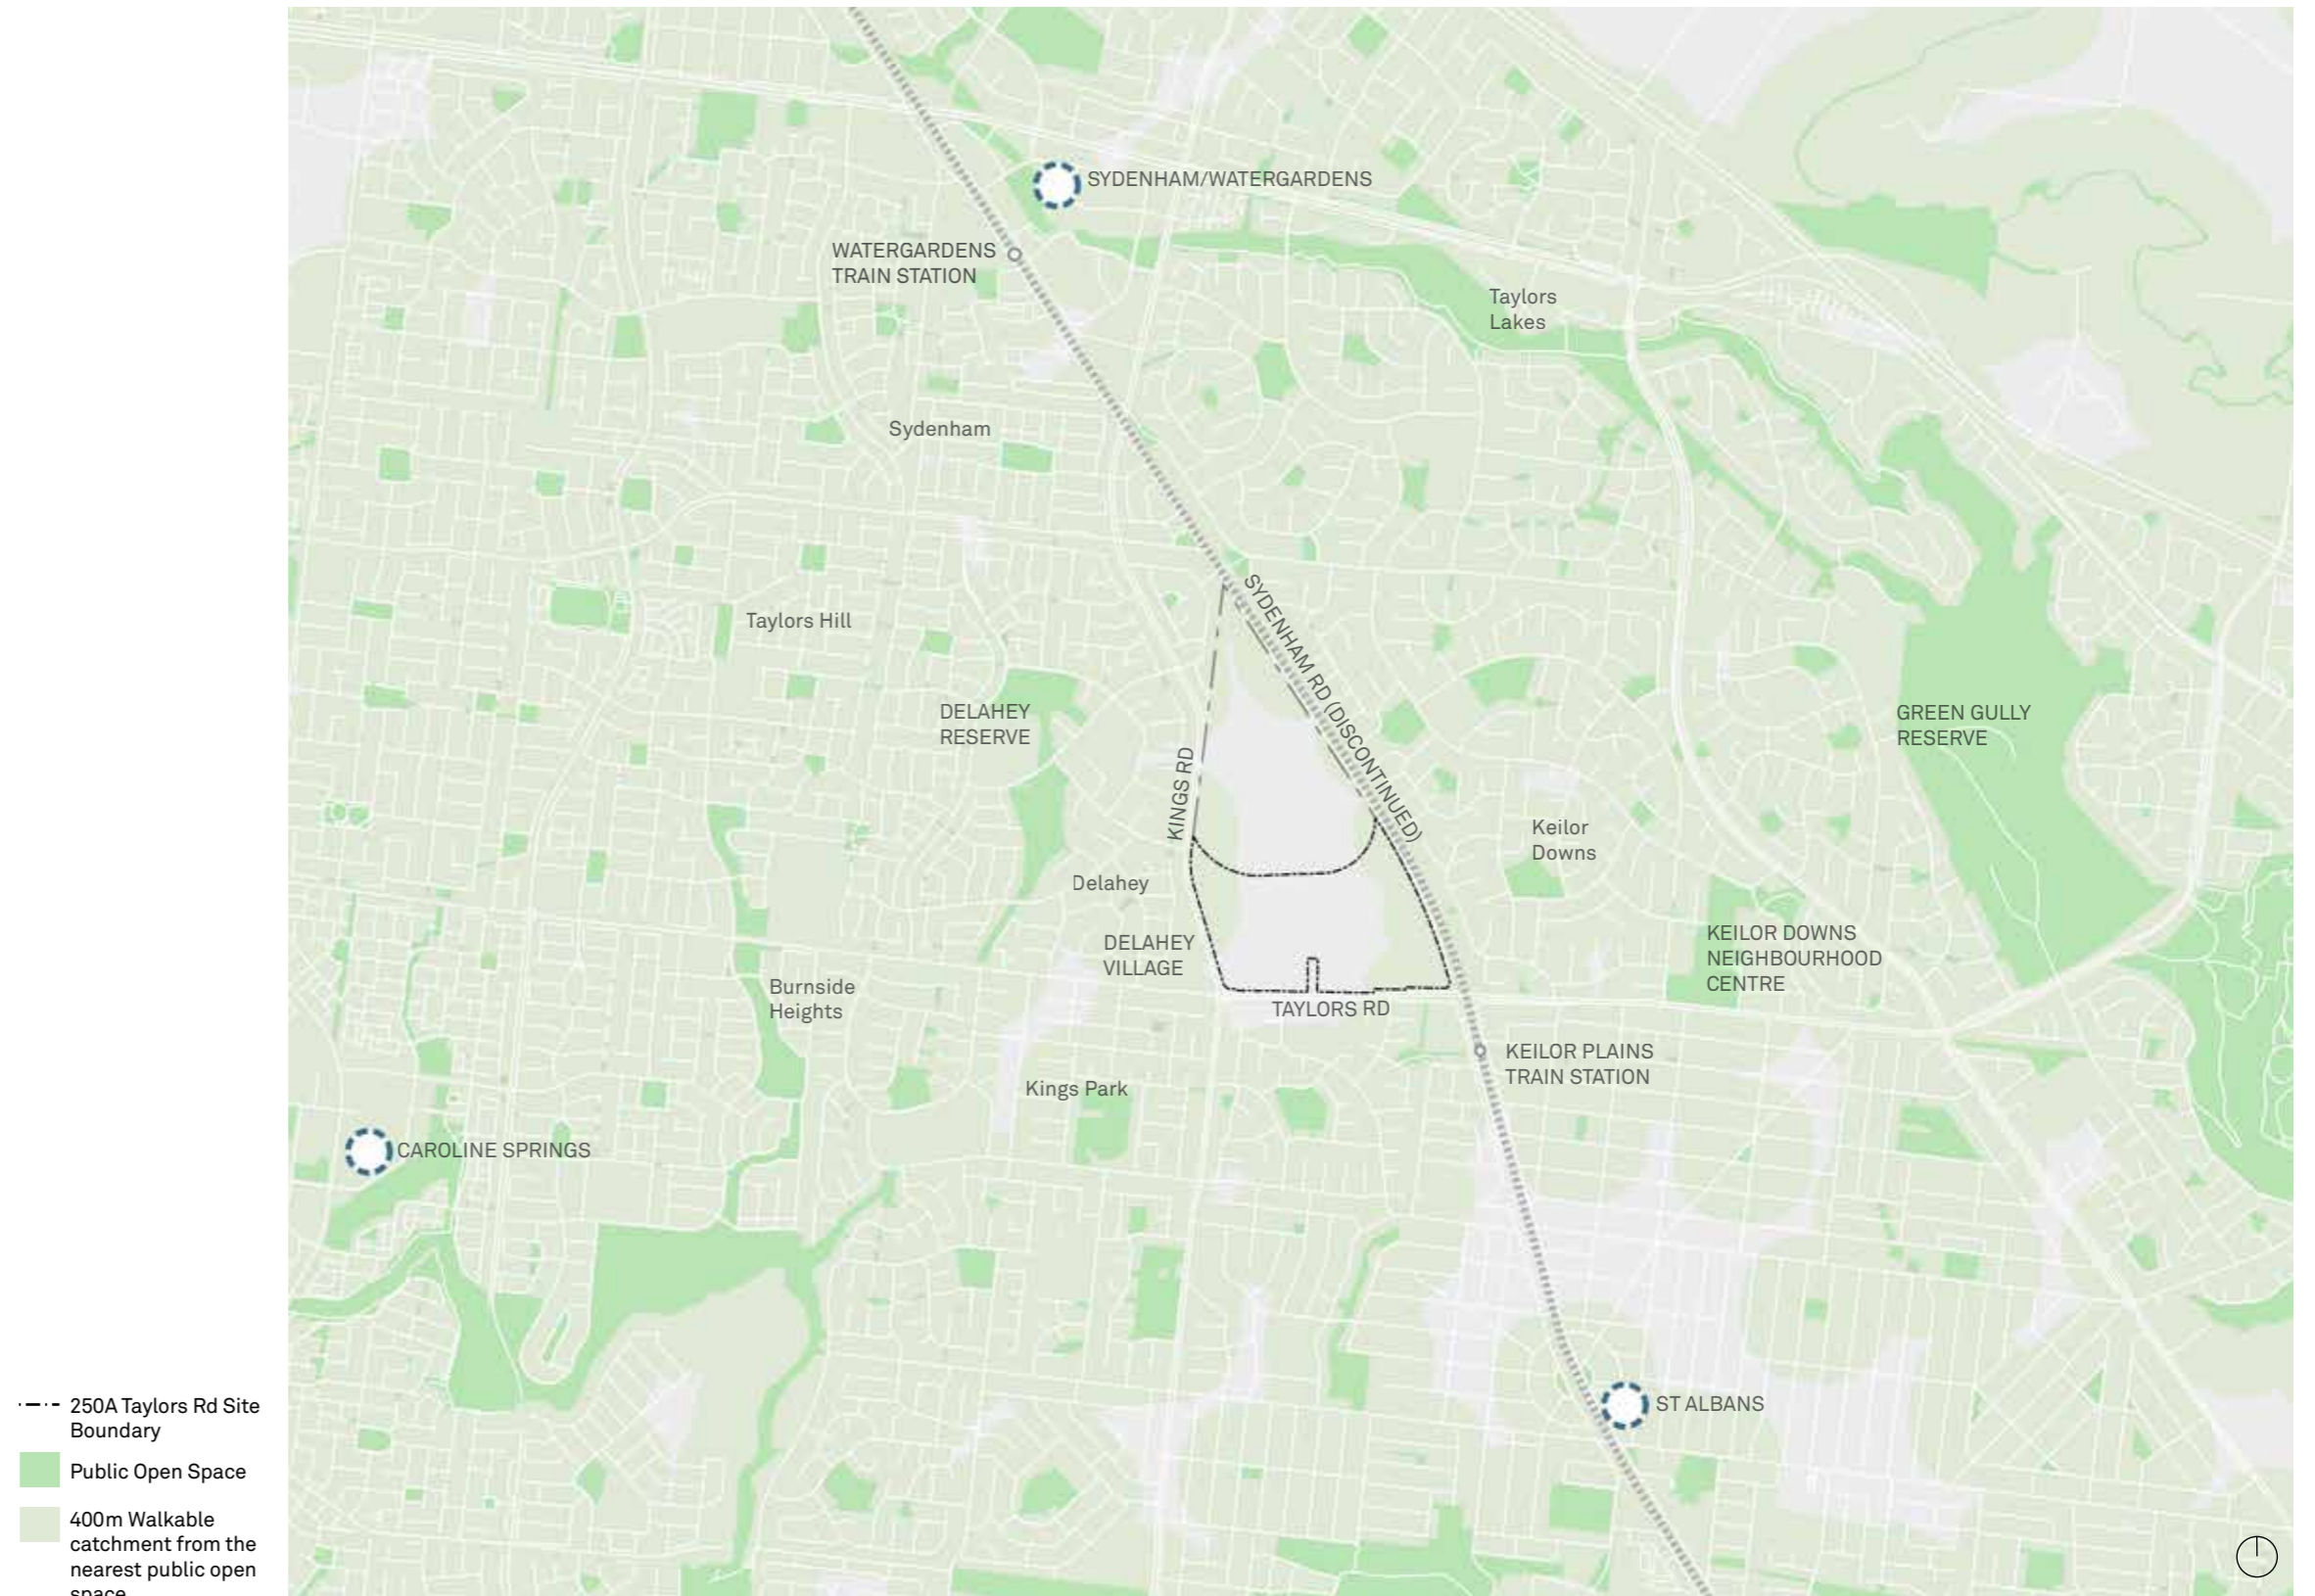 SYDENHAM/WATERGARDENS
WATERGARDENS
TRAIN STATION
Taylors
Lakes
Sydenham
SYDENHAM RD (DISCONTINUED)
Taylors Hill
DELAHEY
RESERVE
GREEN GULLY
RESERVE
KINGS RD
Keilor
Downs
Delahey
DELAHEY
VILLAGE
KEILOR DOWNS
NEIGHBOURHOOD
CENTRE
Burnside
Heights
TAYLORS RD
KEILOR PLAINS
TRAIN STATION
Kings Park
CAROLINE SPRINGS
ST ALBANS
250A Taylors Rd Site
Boundary
Public Open Space
400m Walkable
catchment from the
nearest public open
space